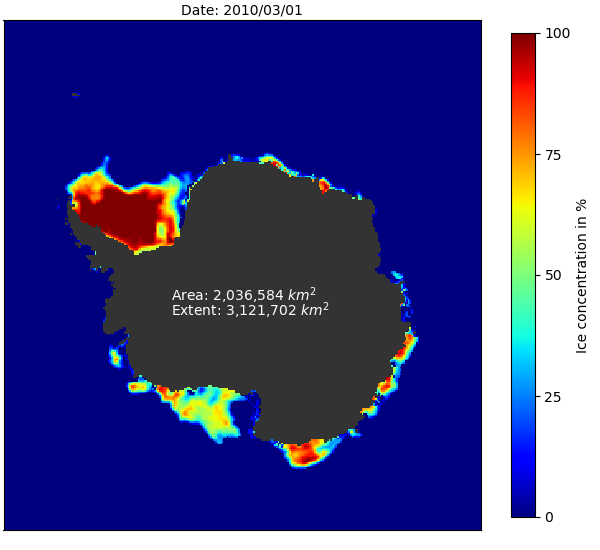 Date: 2010/03/01
100
75
50
25
0
Ice concentration in %
Area: 2,036,584 km²
Extent: 3,121,702 km²